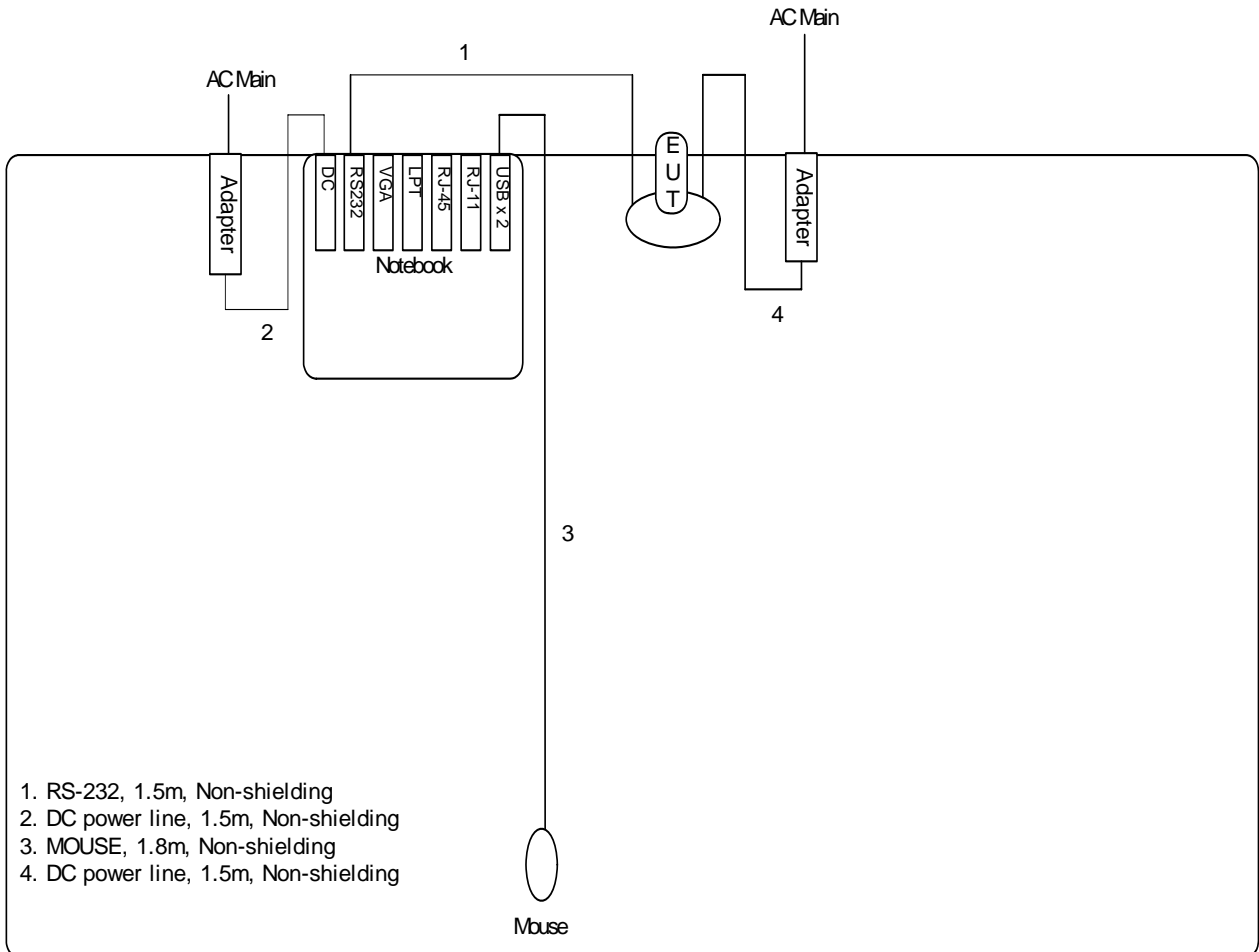 AC Main
1
AC Main
E
U
T
Adapter
DC
RS232
VGA
LPT
RJ-45
RJ-11
USB x 2
Adapter
Notebook
2
4
3
1. RS-232, 1.5m, Non-shielding
2. DC power line, 1.5m, Non-shielding
3. MOUSE, 1.8m, Non-shielding
4. DC power line, 1.5m, Non-shielding
Mouse